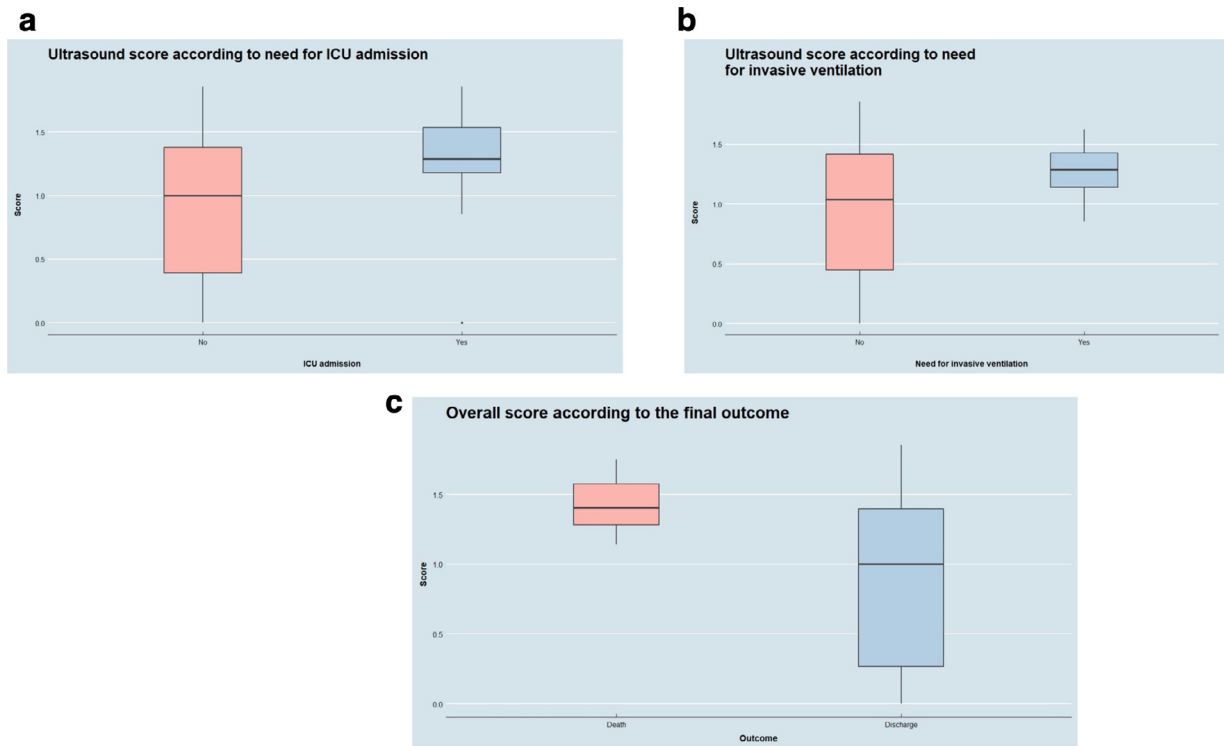 a
Ultrasound score according to need for ICU admission
1.5
1.0
0.5
0.0
Score
No
Yes
ICU admission
b
Ultrasound score according to need
for invasive ventilation
1.5
1.0
0.5
0.0
Score
No
Yes
Need for invasive ventilation
c
Overall score according to the final outcome
1.5
1.0
0.5
0.0
Score
Death
Discharge
Outcome